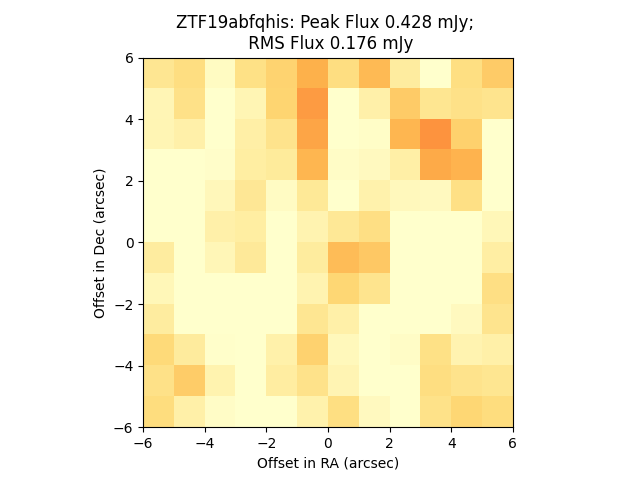 ZTF19abfqhis: Peak Flux 0.428 mJy;
RMS Flux 0.176 mJy
6
4
2
0
−2
−4
−6
Offset in Dec (arcsec)
−6 −4 −2 0 2 4 6
Offset in RA (arcsec)